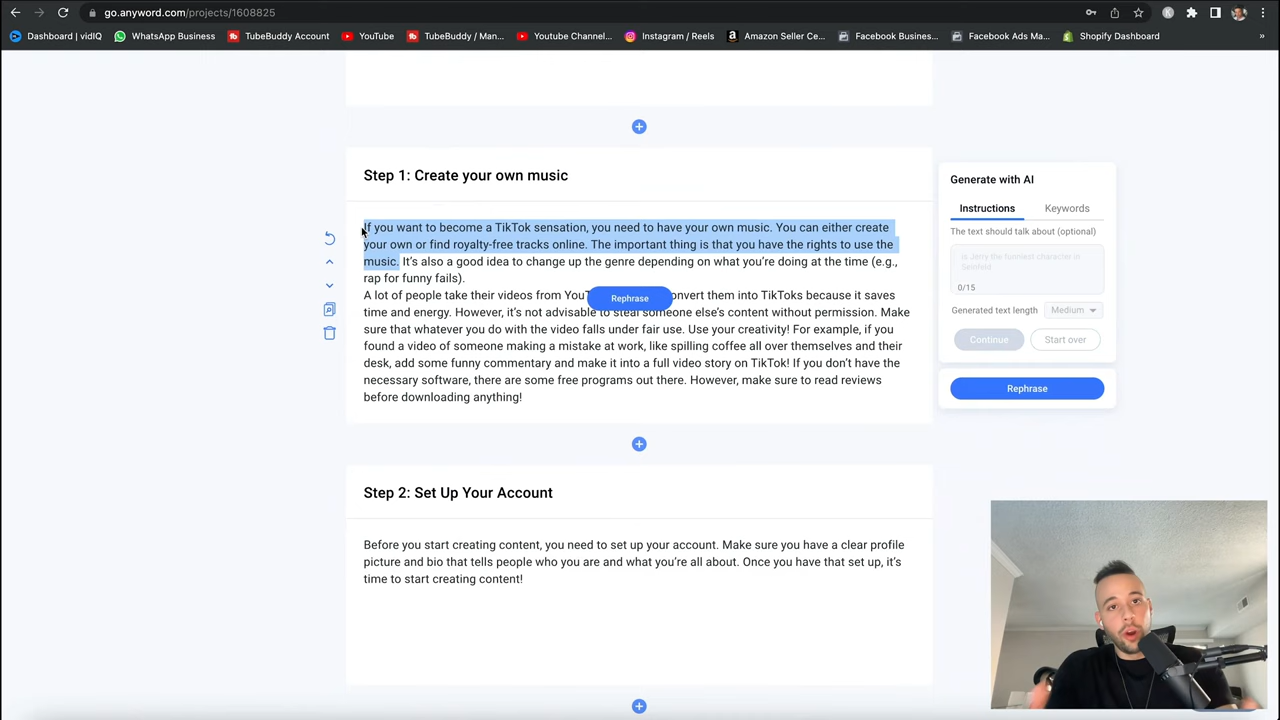 go.anyword.com/projects/1608825
Dashboard | vidIQ
WhatsApp Business
TubeBuddy Account
YouTube
TubeBuddy / Man...
Youtube Channel...
Instagram / Reels
Amazon Seller Ce...
Facebook Busines...
Facebook Ads Ma...
Shopify Dashboard
»
Step 1: Create your own music
If you want to become a TikTok sensation, you need to have your own music. You can either create
your own or find royalty-free tracks online. The important thing is that you have the rights to use the
music. It's also a good idea to change up the genre depending on what you're doing at the time (e.g.,
rap for funny fails).
A lot of people take their videos from YouT onvert them into TikToks because it saves
Rephrase
time and energy. However, it's not advisable to steal someone else's content without permission. Make
sure that whatever you do with the video falls under fair use. Use your creativity! For example, if you
found a video of someone making a mistake at work, like spilling coffee all over themselves and their
desk, add some funny commentary and make it into a full video story on TikTok! If you don't have the
necessary software, there are some free programs out there. However, make sure to read reviews
before downloading anything!
Generate with AI
Instructions
Keywords
The text should talk about (optional)
is Jerry the funniest character in
Seinfeld
0/15
Generated text length
Medium
Continue
Start over
Rephrase
Step 2: Set Up Your Account
Before you start creating content, you need to set up your account. Make sure you have a clear profile
picture and bio that tells people who you are and what you're all about. Once you have that set up, it's
time to start creating content!